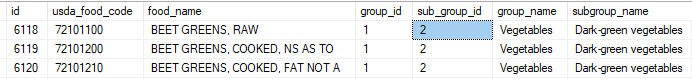 id usda_food_code food_name group_id sub_group_id group_name subgroup_name
6118 72101100 BEET GREENS, RAW 1 2 Vegetables Dark-green vegetables
6119 72101200 BEET GREENS, COOKED, NS AS TO 1 2 Vegetables Dark-green vegetables
6120 72101210 BEET GREENS, COOKED, FAT NOT A 1 2 Vegetables Dark-green vegetables